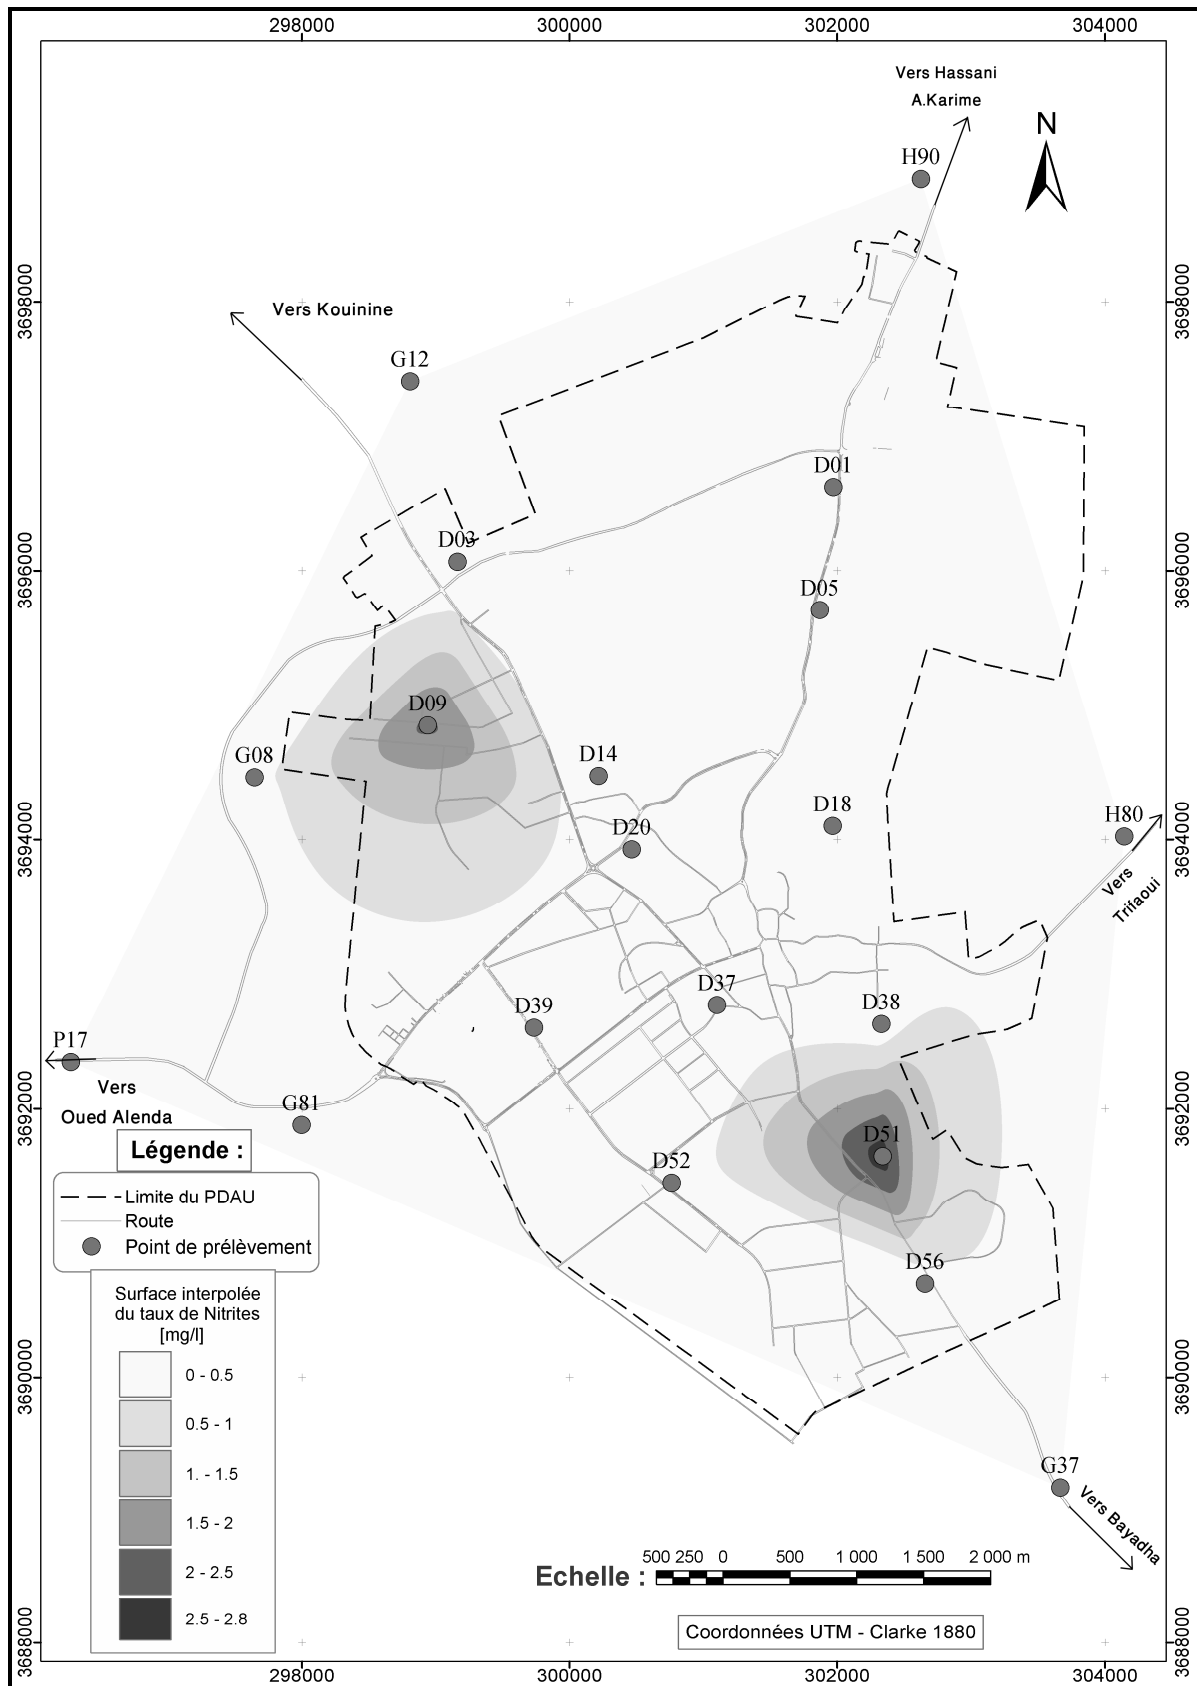 298000 300000 302000 304000
Vers Hassani
A.Karime
N
H90
3698000
3698000
Vers Kouinine
G12
D01
D03
3696000
3696000
D05
D09
G08
D14
D18
H80
D20
3694000
3694000
Vers
Trifaoui
D37
D38
D39
P17
Vers
Oued Alenda
G81
3692000
3692000
D51
D52
D56
Légende :
Limite du PDAU
Route
Point de prélèvement
Surface interpolée
du taux de Nitrites
[mg/l]
0 - 0.5
0.5 - 1
1. - 1.5
1.5 - 2
2 - 2.5
2.5 - 2.8
3690000
3690000
G37
Vers Bayadha
500 250 0 500 1 000 1 500 2 000 m
Echelle :
Coordonnées UTM - Clarke 1880
3688000
3688000
298000 300000 302000 304000